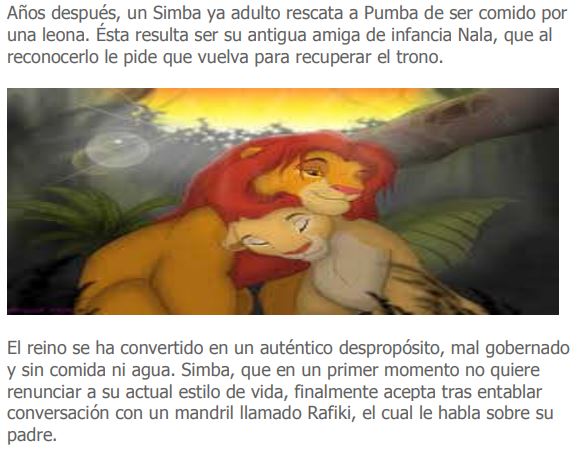 Años después, un Simba ya adulto rescata a Pumba de ser comido por
una leona. Ésta resulta ser su antigua amiga de infancia Nala, que al
reconocerlo le pide que vuelva para recuperar el trono.
El reino se ha convertido en un auténtico despropósito, mal gobernado
y sin comida ni agua. Simba, que en un primer momento no quiere
renunciar a su actual estilo de vida, finalmente acepta tras entablar
conversación con un mandril llamado Rafiki, el cual le habla sobre su
padre.